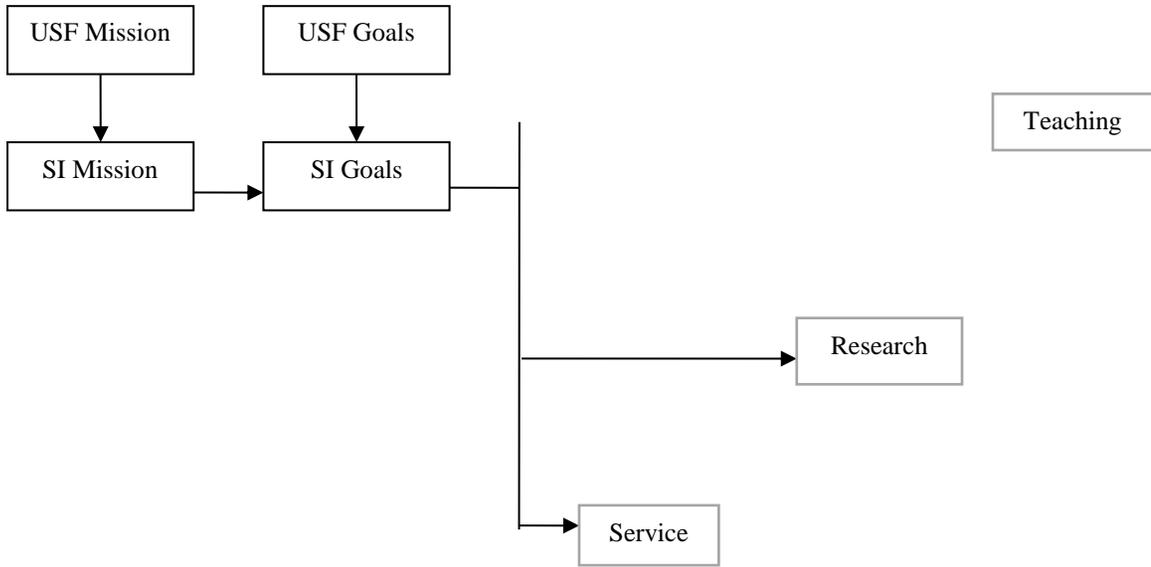 USF Mission
USF Goals
Teaching
SI Mission
SI Goals
Research
Service